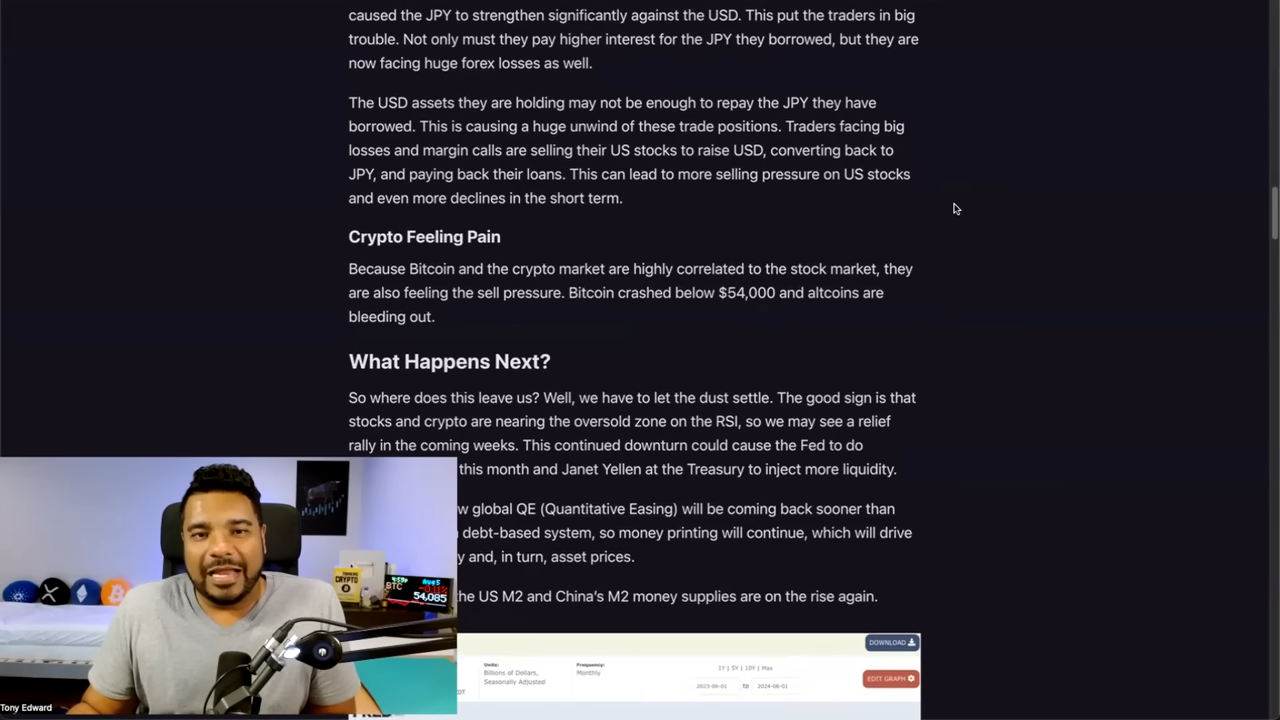 caused the JPY to strengthen significantly against the USD. This put the traders in big
trouble. Not only must they pay higher interest for the JPY they borrowed, but they are
now facing huge forex losses as well.
The USD assets they are holding may not be enough to repay the JPY they have
borrowed. This is causing a huge unwind of these trade positions. Traders facing big
losses and margin calls are selling their US stocks to raise USD, converting back to
JPY, and paying back their loans. This can lead to more selling pressure on US stocks
and even more declines in the short term.
Crypto Feeling Pain
Because Bitcoin and the crypto market are highly correlated to the stock market, they
are also feeling the sell pressure. Bitcoin crashed below $54,000 and altcoins are
bleeding out.
What Happens Next?
So where does this leave us? Well, we have to let the dust settle. The good sign is that
stocks and crypto are nearing the oversold zone on the RSI, so we may see a relief
rally in the coming weeks. This continued downturn could cause the Fed to do
this month and Janet Yellen at the Treasury to inject more liquidity.
w global QE (Quantitative Easing) will be coming back sooner than
debt-based system, so money printing will continue, which will drive
y and, in turn, asset prices.
the US M2 and China's M2 money supplies are on the rise again.
DOWNLOAD
Units:
Billions of Dollars,
Seasonally Adjusted
Frequency:
Monthly
1Y | 5Y | 10Y | Max
to
2024-06-01
EDIT GRAPH
CRYPTO
BTC
54,085
Tony Edward